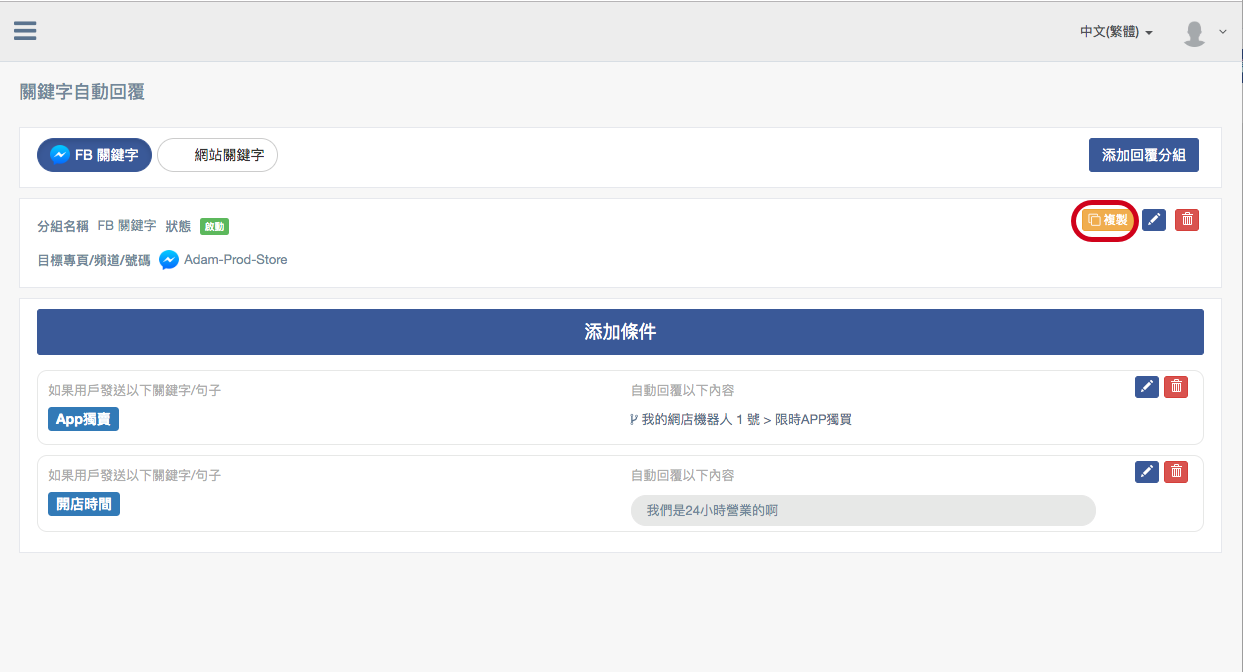 中文(繁體)
關鍵字自動回覆
FB 關鍵字 網站關鍵字 添加回覆分組
分組名稱 FB 關鍵字 狀態 啟動 複製
目標專頁/頻道/號碼 Adam-Prod-Store
添加條件
如果用戶發送以下關鍵字/句子 自動回覆以下內容
App獨賣 我的網店機器人 1 號 > 限時APP獨買
如果用戶發送以下關鍵字/句子 自動回覆以下內容
開店時間 我們是24小時營業的啊